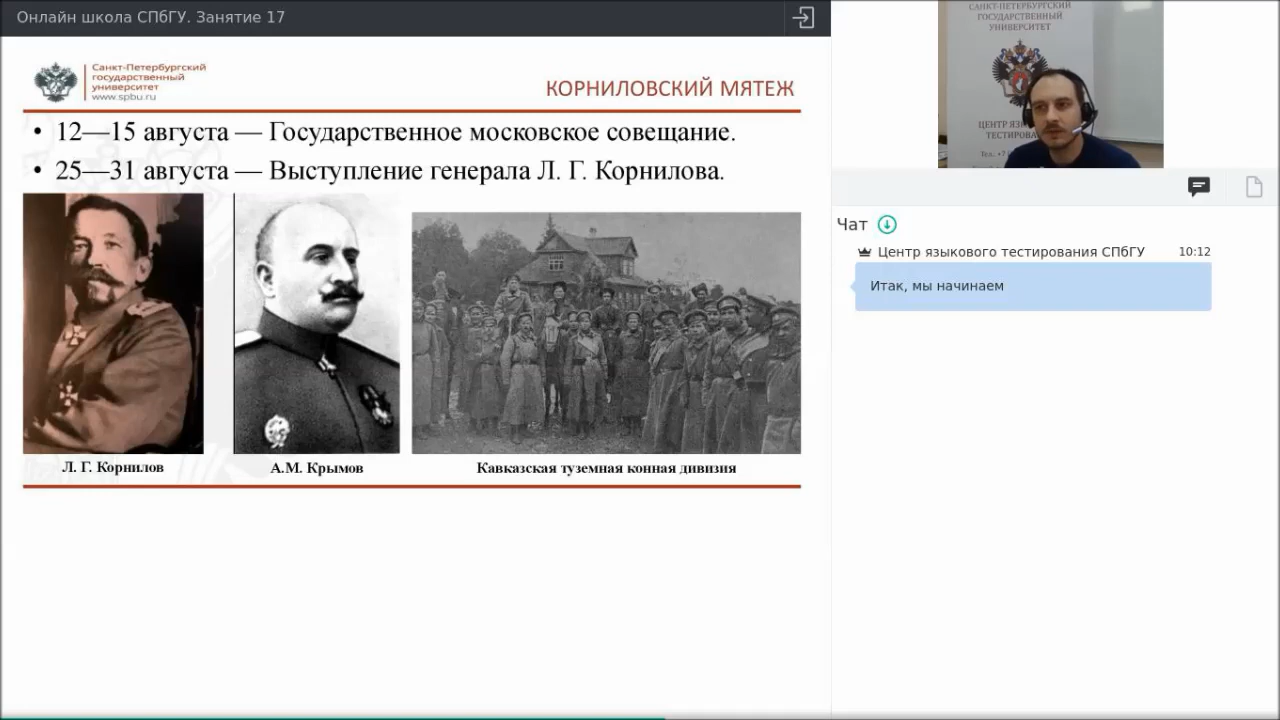 Онлайн школа СПбГУ. Занятие 17
Санкт-Петербургский
государственный
университет
www.spbu.ru
КОРНИЛОВСКИЙ МЯТЕЖ
• 12—15 августа — Государственное московское совещание.
• 25—31 августа — Выступление генерала Л. Г. Корнилова.
Л. Г. Корнилов
А.М. Крымов
Кавказская туземная конная дивизия
САНКТ-ПЕТЕРБУРГСКИЙ
ГОСУДАРСТВЕННЫЙ
УНИВЕРСИТЕТ
Чат
Центр языкового тестирования СПбГУ
10:12
Итак, мы начинаем